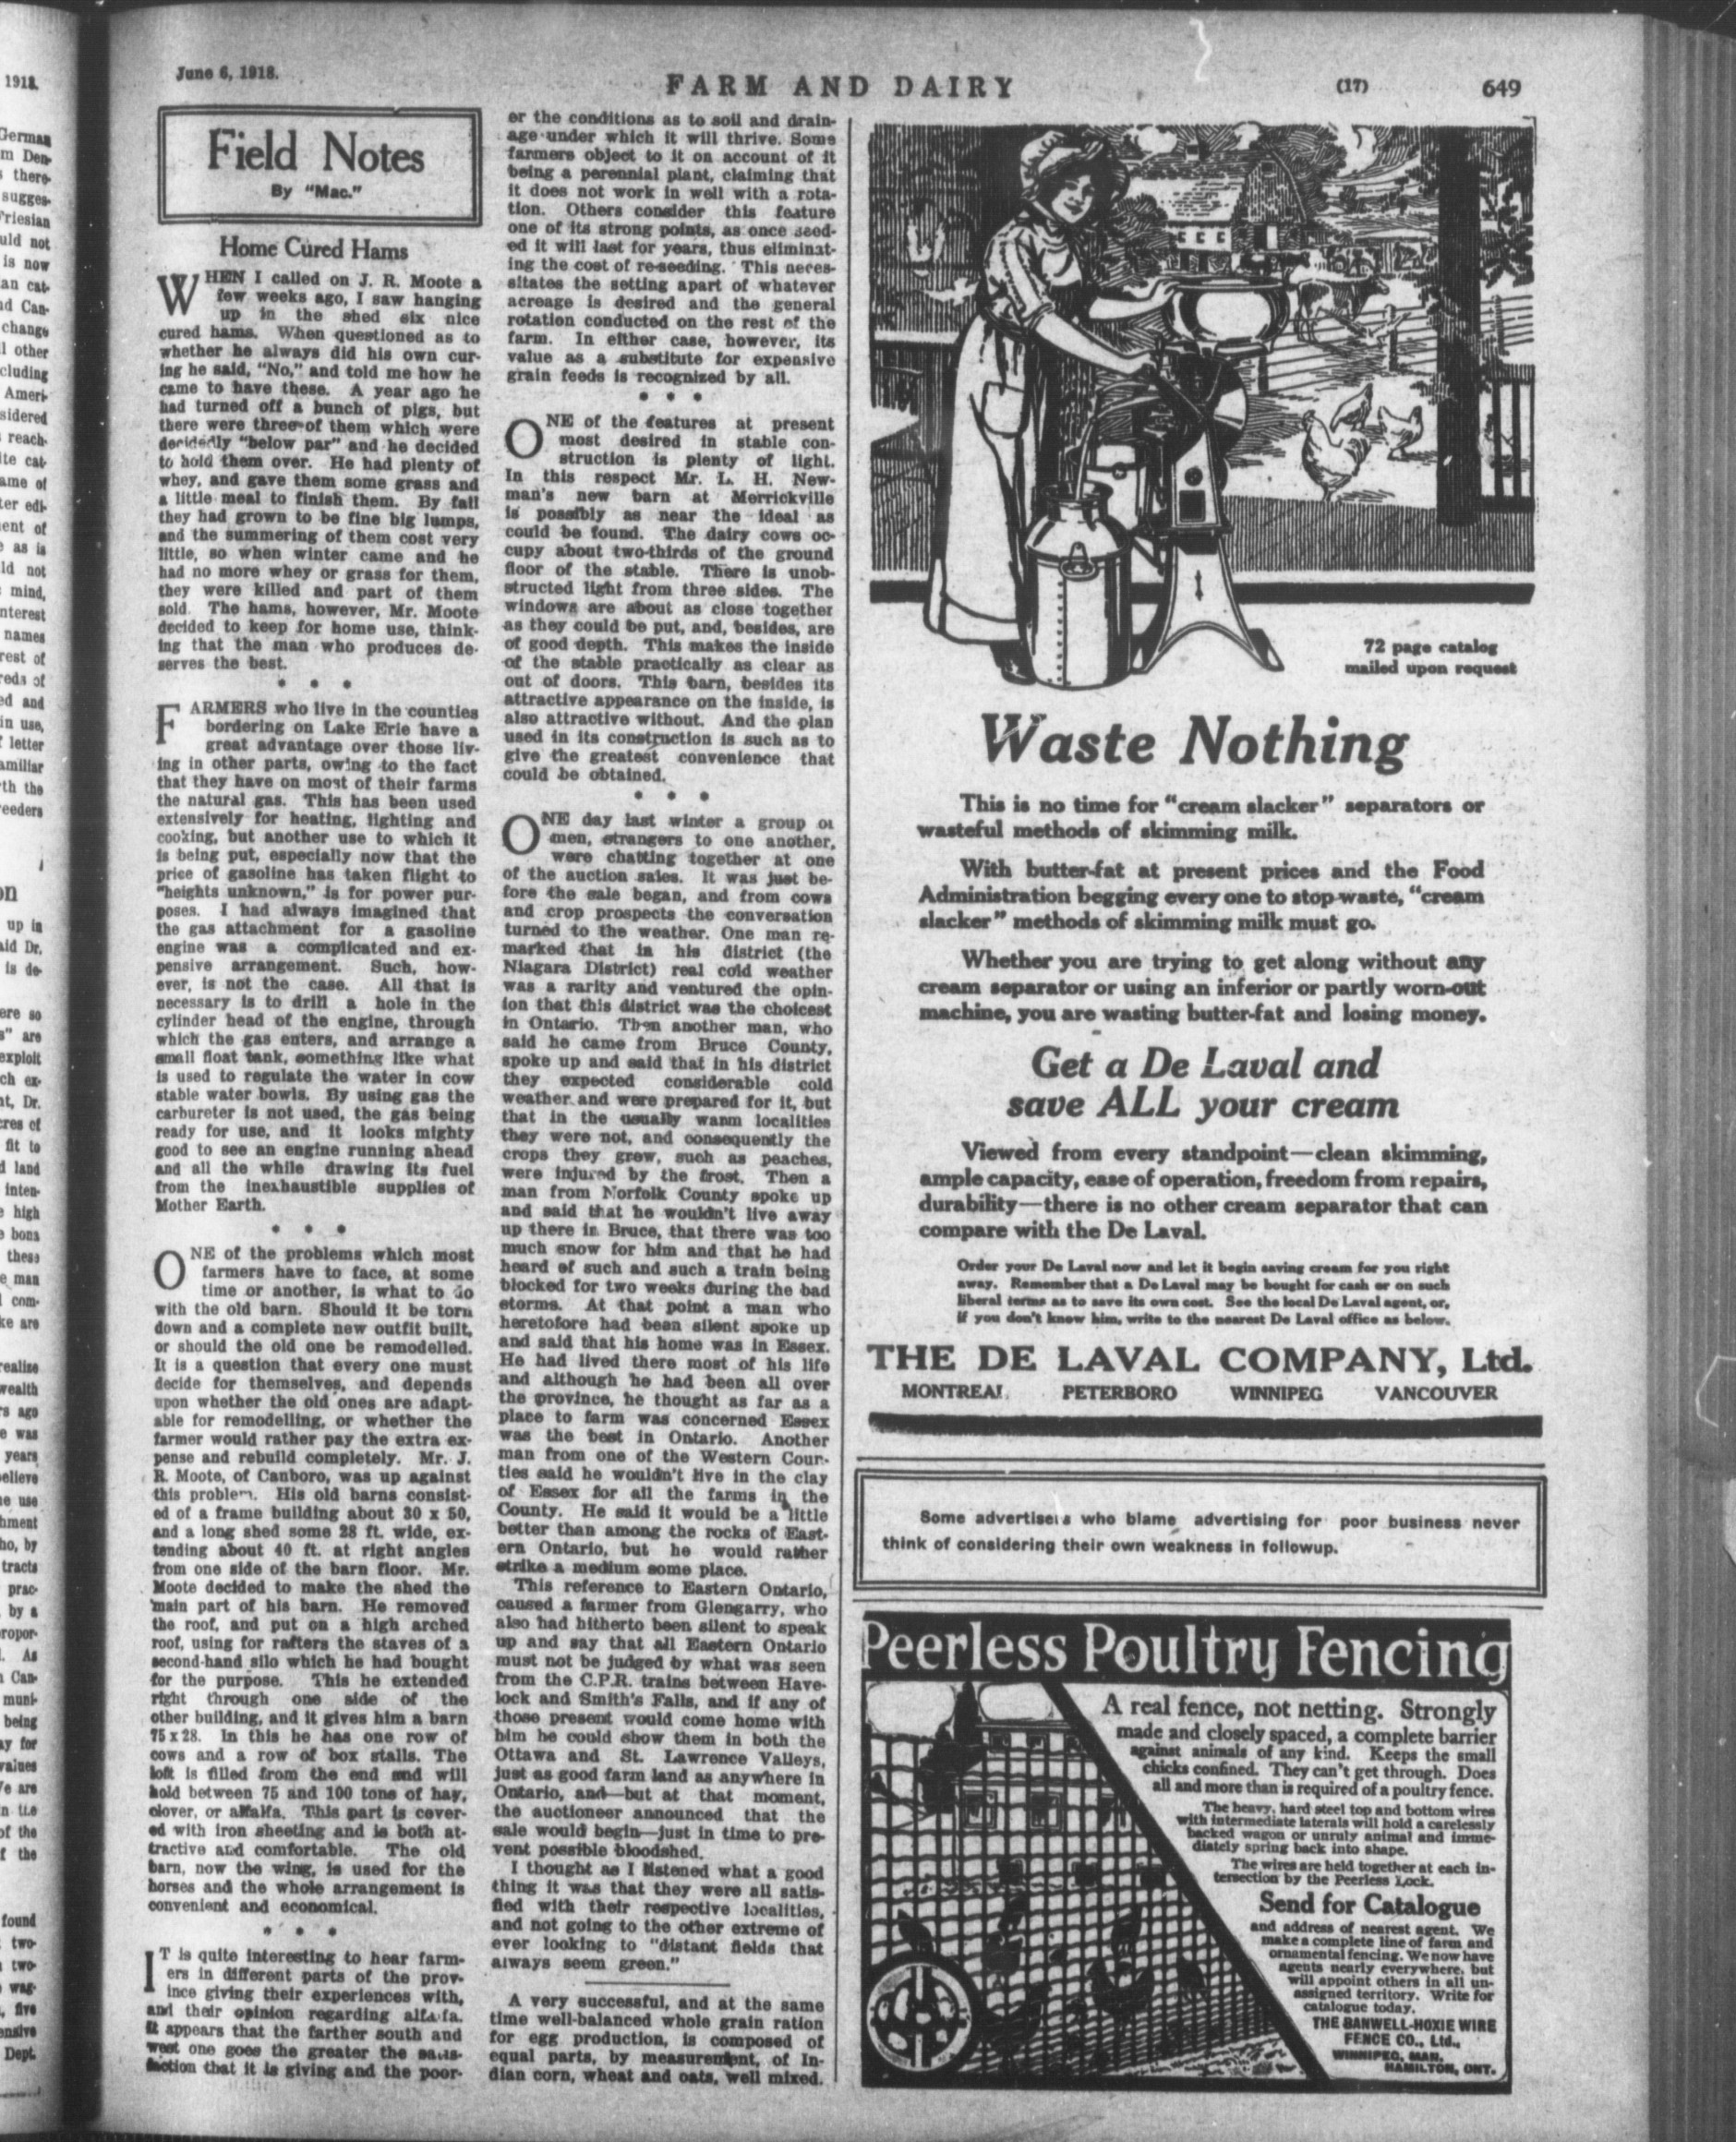 June 6, 1918.
FARM AND DAIRY
(17)
649
Field Notes
By "Mac."
Home Cured Hams
WHEN I called on J. R. Moote a
few weeks ago, I saw hanging
up in the shed six nice
cured hams. When questioned as to
whether he always did his own cur-
ing he said, "No," and told me how he
came to have these. A year ago he
had turned off a bunch of pigs, but
there were three of them which were
decidedly "below par" and he decided
to hold them over. He had plenty of
whey, and gave them some grass and
a little meal to finish them. By fall
they had grown to be fine big lumps,
and the summering of them cost very
little, so when winter came and he
had no more whey or grass for them,
they were killed and part of them
sold. The hams, however, Mr. Moote
decided to keep for home use, think-
ing that the man who produces de-
serves the best.
* * *
FARMERS who live in the counties
bordering on Lake Erie have a
great advantage over those liv-
ing in other parts, owing to the fact
that they have on most of their farms
the natural gas. This has been used
extensively for heating, lighting and
cooking, but another use to which it
is being put, especially now that the
price of gasoline has taken flight to
"heights unknown," is for power pur-
poses. I had always imagined that
the gas attachment for a gasoline
engine was a complicated and ex-
pensive arrangement. Such, how-
ever, is not the case. All that is
necessary is to drill a hole in the
cylinder head of the engine, through
which the gas enters, and arrange a
small float tank, something like what
is used to regulate the water in cow
stable water bowls. By using gas the
carbureter is not used, the gas being
ready for use, and it looks mighty
good to see an engine running ahead
and all the while drawing its fuel
from the inexhaustible supplies of
Mother Earth.
* * *
ONE of the problems which most
farmers have to face, at some
time or another, is what to do
with the old barn. Should it be torn
down and a complete new outfit built,
or should the old one be remodelled.
It is a question that every one must
decide for themselves, and depends
upon whether the old ones are adapt-
able for remodelling, or whether the
farmer would rather pay the extra ex-
pense and rebuild completely. Mr. J.
R. Moote, of Canboro, was up against
this problem. His old barns consist-
ed of a frame building about 30 x 50,
and a long shed some 28 ft. wide, ex-
tending about 40 ft. at right angles
from one side of the barn floor. Mr.
Moote decided to make the shed the
main part of his barn. He removed
the roof, and put on a high arched
roof, using for rafters the staves of a
second-hand silo which he had bought
for the purpose. This he extended
right through one side of the
other building, and it gives him a barn
75 x 28. In this he has one row of
cows and a row of box stalls. The
loft is filled from the end and will
hold between 75 and 100 tons of hay,
clover, or alfalfa. This part is cover-
ed with iron sheeting and is both at-
tractive and comfortable. The old
barn, now the wing, is used for the
horses and the whole arrangement is
convenient and economical.
* * *
IT is quite interesting to hear farm-
ers in different parts of the prov-
ince giving their experiences with,
and their opinion regarding alfalfa.
It appears that the farther south and
west one goes the greater the satis-
faction that it is giving and the poor-
er the conditions as to soil and drain-
age under which it will thrive. Some
farmers object to it on account of it
being a perennial plant, claiming that
it does not work in well with a rota-
tion. Others consider this feature
one of its strong points, as once seed-
ed it will last for years, thus eliminat-
ing the cost of re-seeding. This neces-
sitates the setting apart of whatever
acreage is desired and the general
rotation conducted on the rest of the
farm. In either case, however, its
value as a substitute for expensive
grain feeds is recognized by all.
* * *
ONE of the features at present
most desired in stable con-
struction is plenty of light.
In this respect Mr. L. H. New-
man's new barn at Merrickville
is possibly as near the ideal as
could be found. The dairy cows oc-
cupy about two-thirds of the ground
floor of the stable. There is unob-
structed light from three sides. The
windows are about as close together
as they could be put, and, besides, are
of good depth. This makes the inside
of the stable practically as clear as
out of doors. This barn, besides its
attractive appearance on the inside, is
also attractive without. And the plan
used in its construction is such as to
give the greatest convenience that
could be obtained.
* * *
ONE day last winter a group of
men, strangers to one another,
were chatting together at one
of the auction sales. It was just be-
fore the sale began, and from cows
and crop prospects the conversation
turned to the weather. One man re-
marked that in his district (the
Niagara District) real cold weather
was a rarity and ventured the opin-
ion that this district was the choicest
in Ontario. Then another man, who
said he came from Bruce County,
spoke up and said that in his district
they expected considerable cold
weather and were prepared for it, but
that in the usually warm localities
they were not, and consequently the
crops they grew, such as peaches,
were injured by the frost. Then a
man from Norfolk County spoke up
and said that he wouldn't live away
up there in Bruce, that there was too
much snow for him and that he had
heard of such and such a train being
blocked for two weeks during the bad
storms. At that point a man who
heretofore had been silent spoke up
and said that his home was in Essex.
He had lived there most of his life
and although he had been all over
the province, he thought as far as a
place to farm was concerned Essex
was the best in Ontario. Another
man from one of the Western Coun-
ties said he wouldn't live in the clay
of Essex for all the farms in the
County. He said it would be a little
better than among the rocks of East-
ern Ontario, but he would rather
strike a medium some place.
This reference to Eastern Ontario,
caused a farmer from Glengarry, who
also had hitherto been silent to speak
up and say that all Eastern Ontario
must not be judged by what was seen
from the C.P.R. trains between Have-
lock and Smith's Falls, and if any of
those present would come home with
him he could show them in both the
Ottawa and St. Lawrence Valleys,
just as good farm land as anywhere in
Ontario, and—but at that moment,
the auctioneer announced that the
sale would begin—just in time to pre-
vent possible bloodshed.
I thought as I listened what a good
thing it was that they were all satis-
fied with their respective localities,
and not going to the other extreme of
ever looking to "distant fields that
always seem green."
A very successful, and at the same
time well-balanced whole grain ration
for egg production, is composed of
equal parts, by measurement, of In-
dian corn, wheat and oats, well mixed.
72 page catalog
mailed upon request
Waste Nothing
This is no time for "cream slacker" separators or
wasteful methods of skimming milk.
With butter-fat at present prices and the Food
Administration begging every one to stop waste, "cream
slacker" methods of skimming milk must go.
Whether you are trying to get along without any
cream separator or using an inferior or partly worn-out
machine, you are wasting butter-fat and losing money.
Get a De Laval and
save ALL your cream
Viewed from every standpoint—clean skimming,
ample capacity, ease of operation, freedom from repairs,
durability—there is no other cream separator that can
compare with the De Laval.
Order your De Laval now and let it begin saving cream for you right
away. Remember that a De Laval may be bought for cash or on such
liberal terms as to save its own cost. See the local De Laval agent, or,
if you don't know him, write to the nearest De Laval office as below.
THE DE LAVAL COMPANY, Ltd.
MONTREAL PETERBORO WINNIPEG VANCOUVER
Some advertisers who blame advertising for poor business never
think of considering their own weakness in followup.
Peerless Poultry Fencing
A real fence, not netting. Strongly
made and closely spaced, a complete barrier
against animals of any kind. Keeps the small
chicks confined. They can't get through. Does
all and more than is required of a poultry fence.
The heavy, hard steel top and bottom wires
with intermediate laterals will hold a carelessly
backed wagon or unruly animal and imme-
diately spring back into shape.
The wires are held together at each in-
tersection by the Peerless Lock.
Send for Catalogue
and address of nearest agent. We
make a complete line of farm and
ornamental fencing. We now have
agents nearly everywhere, but
will appoint others in all un-
assigned territory. Write for
catalogue today.
THE BANWELL-HOXIE WIRE
FENCE CO., Ltd.,
WINNIPEG, MAN.
HAMILTON, ONT.